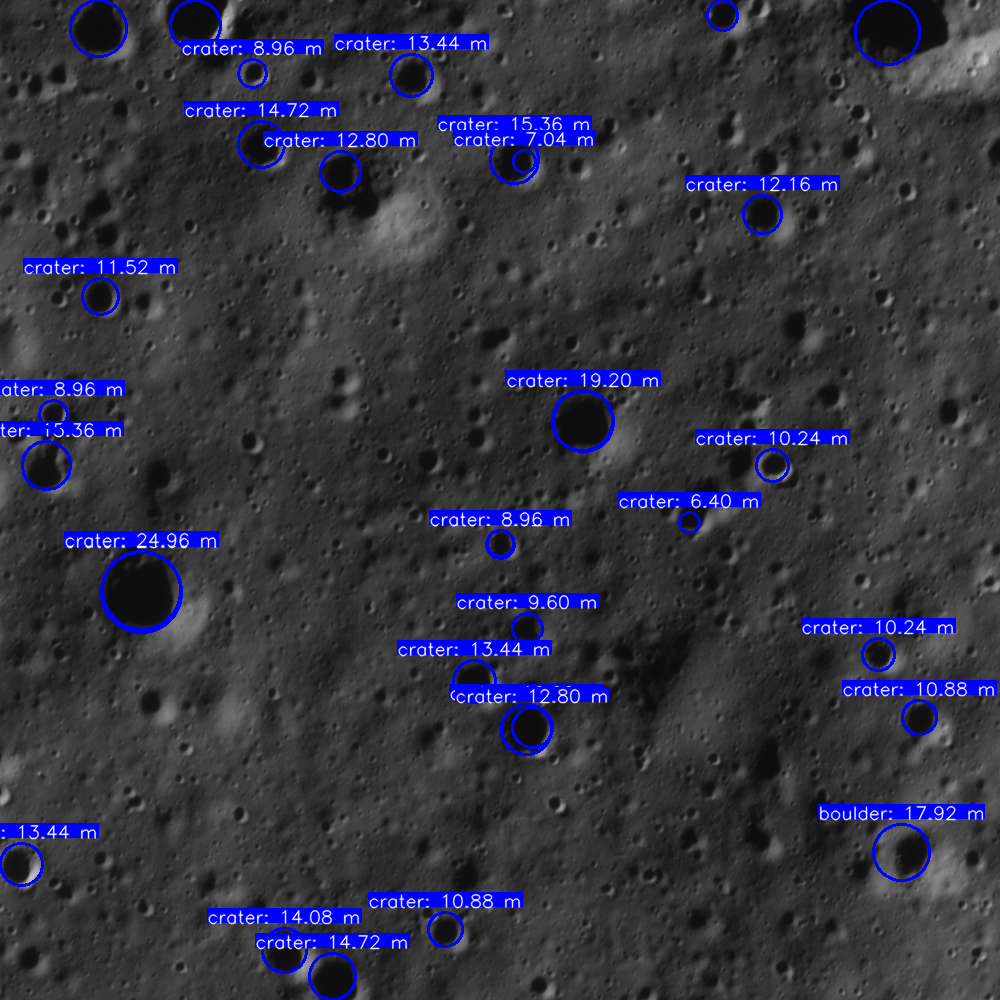 crater: 13.44 m
crater: 8.96 m
crater: 14.72 m
crater: 15.36 m
crater: 12.80 m
crater: 7.04 m
crater: 12.16 m
crater: 11.52 m
crater: 19.20 m
ater: 8.96 m
ter: 15.36 m
crater: 10.24 m
crater: 6.40 m
crater: 8.96 m
crater: 24.96 m
crater: 9.60 m
crater: 10.24 m
crater: 13.44 m
crater: 10.88 m
crater: 12.80 m
boulder: 17.92 m
: 13.44 m
crater: 10.88 m
crater: 14.08 m
crater: 14.72 m